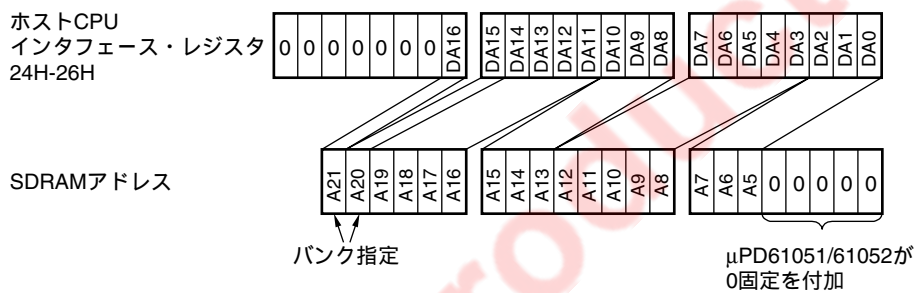 ホストCPU
インタフェース・レジスタ
24H-26H
0 0 0 0 0 0 0 DA16
DA15 DA14 DA13 DA12 DA11 DA10 DA9 DA8
DA7 DA6 DA5 DA4 DA3 DA2 DA1 DA0
SDRAMアドレス
A21 A20 A19 A18 A17 A16
A15 A14 A13 A12 A11 A10 A9 A8
A7 A6 A5 0 0 0 0 0
バンク指定
μPD61051/61052が
0固定を付加
product